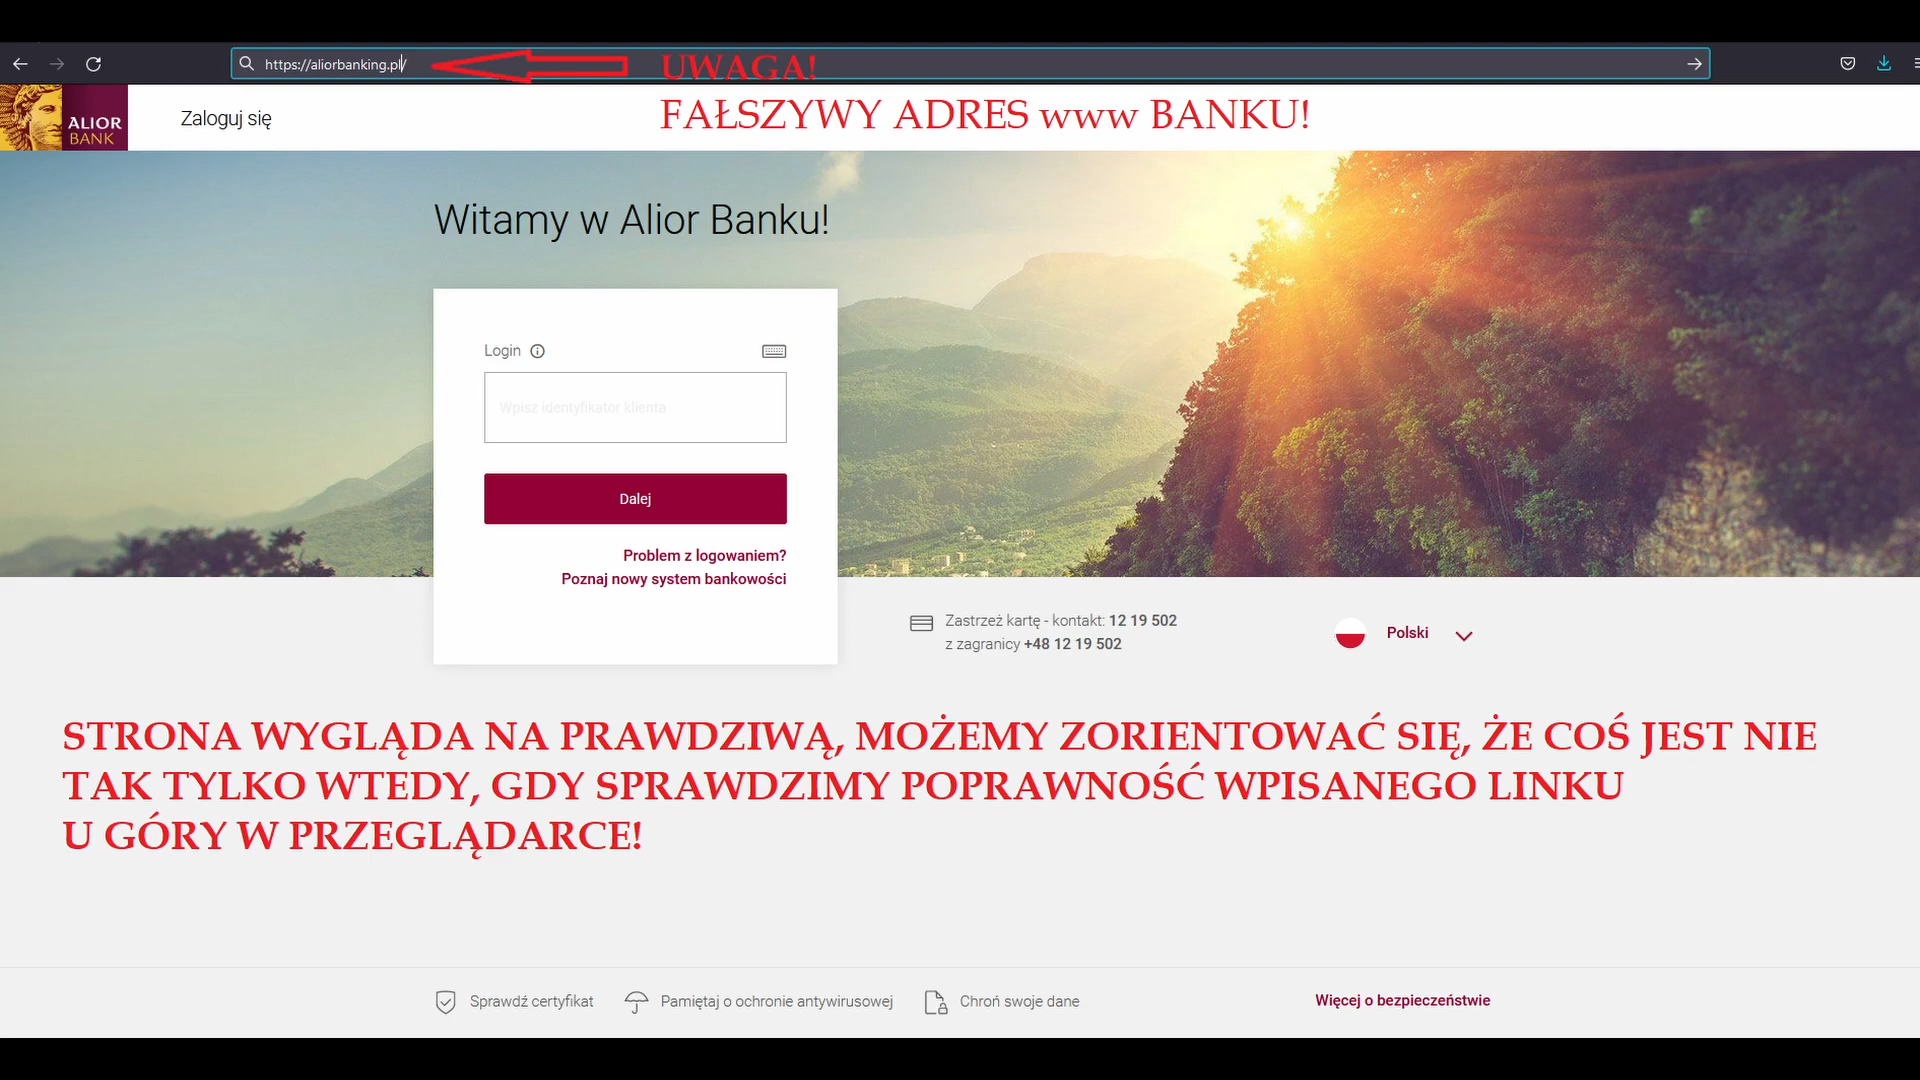 https://aliorbanking.pl/
UWAGA!
ALIOR
BANK
Zaloguj się
FAŁSZYWY ADRES www BANKU!
Witamy w Alior Banku!
Login
Wpisz identyfikator klienta
Dalej
Problem z logowaniem?
Poznaj nowy system bankowości
Zastrzeż kartę - kontakt: 12 19 502
z zagranicy +48 12 19 502
Polski
STRONA WYGLĄDA NA PRAWDZIWĄ, MOŻEMY ZORIENTOWAĆ SIĘ, ŻE COŚ JEST NIE
TAK TYLKO WTEDY, GDY SPRAWDZIMY POPRAWNOŚĆ WPISANEGO LINKU
U GÓRY W PRZEGLĄDARCE!
Sprawdź certyfikat
Pamiętaj o ochronie antywirusowej
Chroń swoje dane
Więcej o bezpieczeństwie